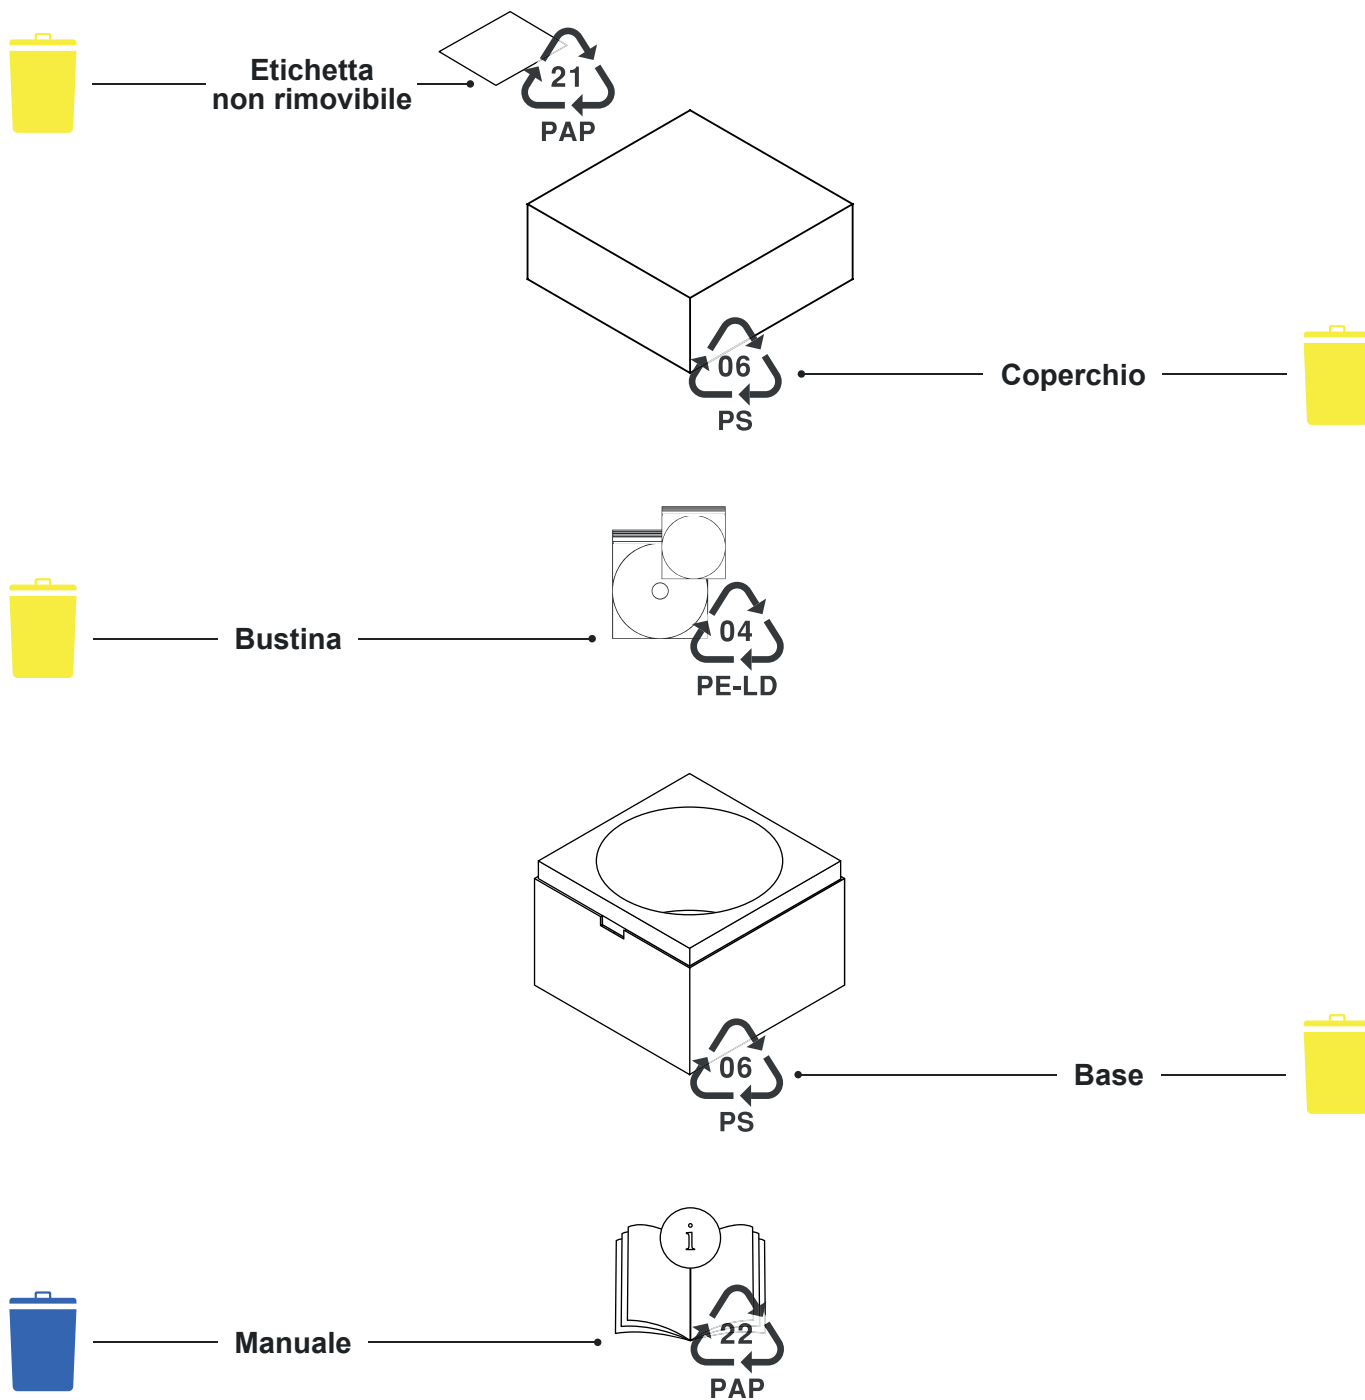 Etichetta
non rimovibile
21
PAP
06
PS
Coperchio
Bustina
04
PE-LD
06
PS
Base
i
Manuale
22
PAP